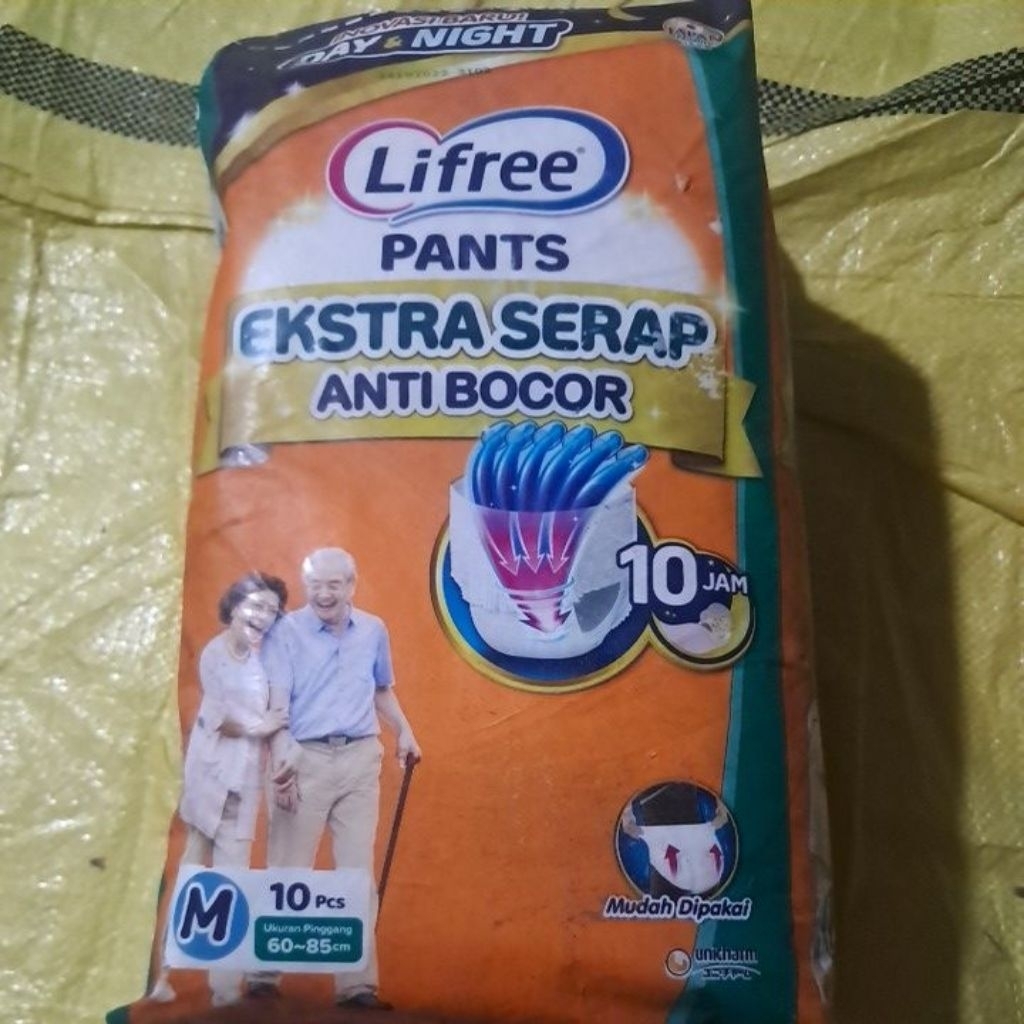 INOVASI BARU!
DAY & NIGHT
JAPAN
Lifree
PANTS
EKSTRA SERAP
ANTI BOCOR
10 JAM
Mudah Dipakai
M
10 Pcs
Ukuran Pinggang
60~85cm
unicharm